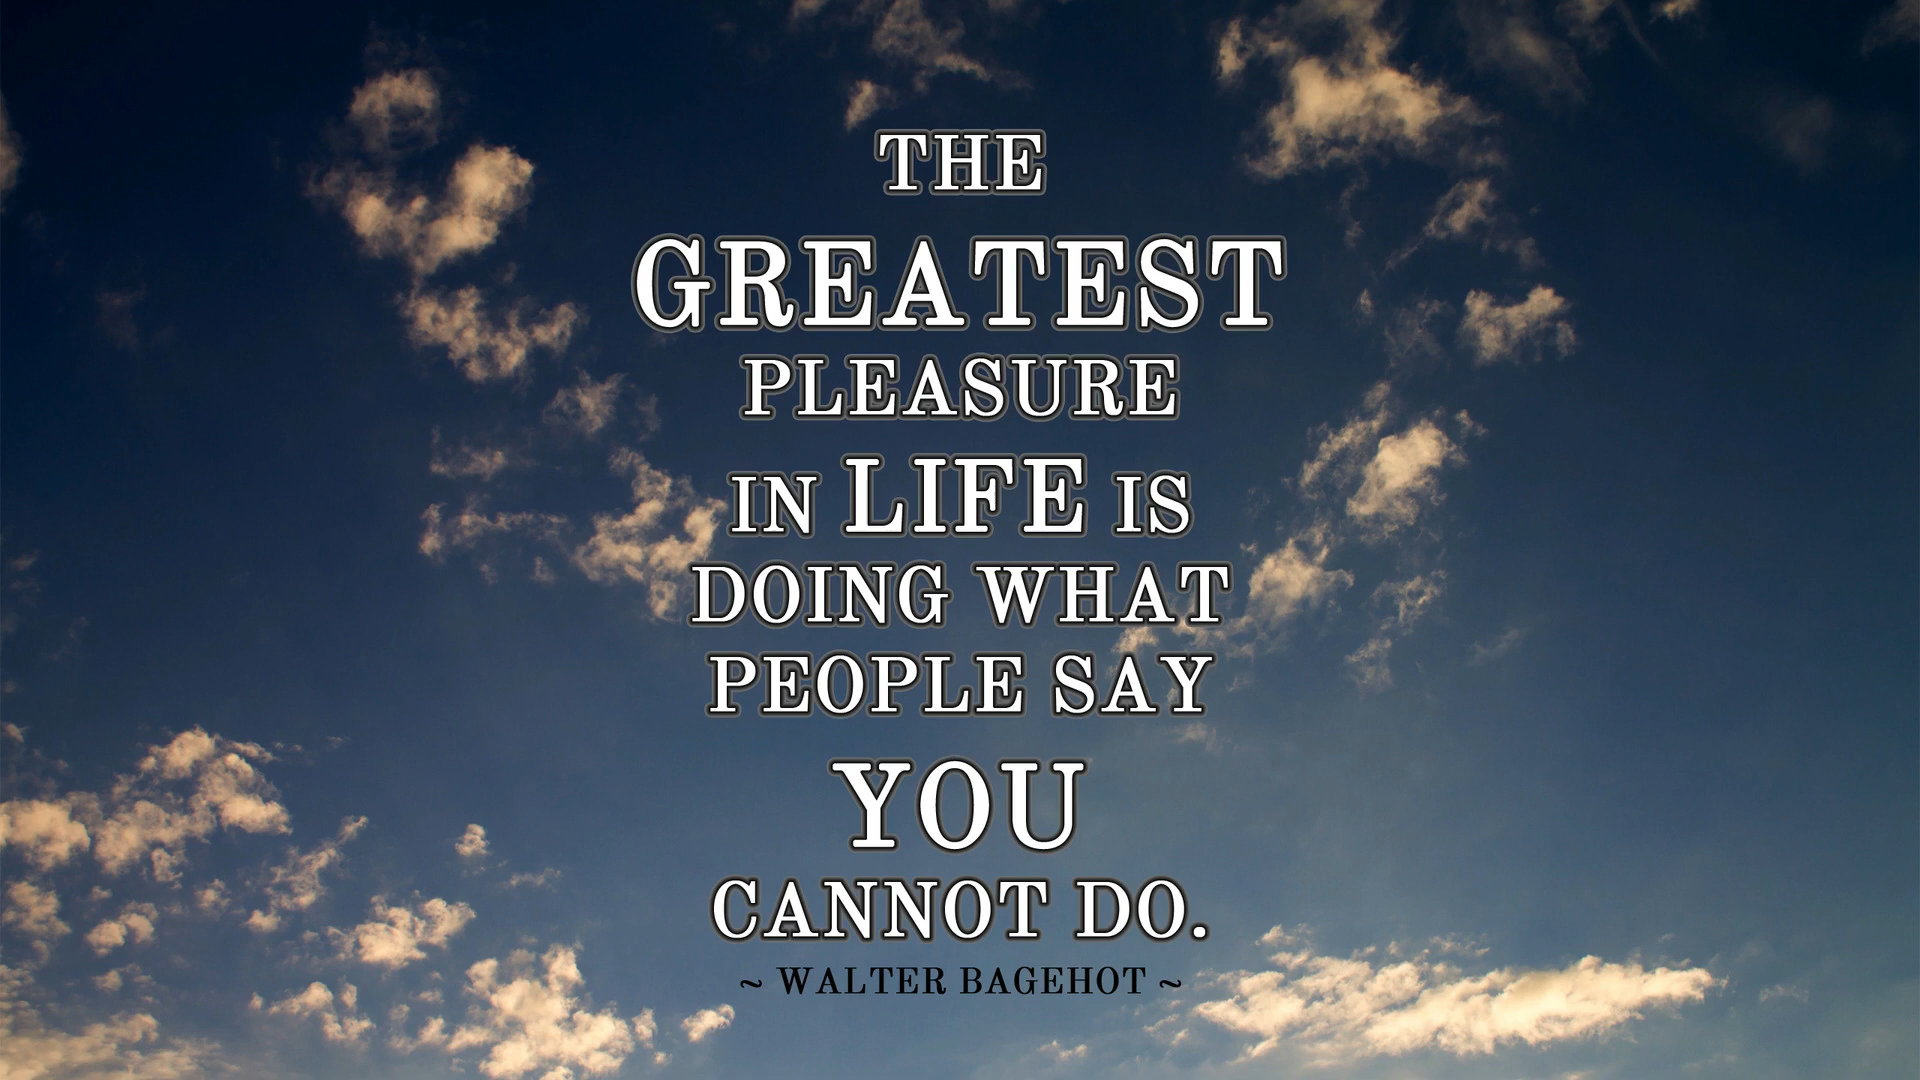 THE
GREATEST
PLEASURE
IN LIFE IS
DOING WHAT
PEOPLE SAY
YOU
CANNOT DO.
~ WALTER BAGEHOT ~